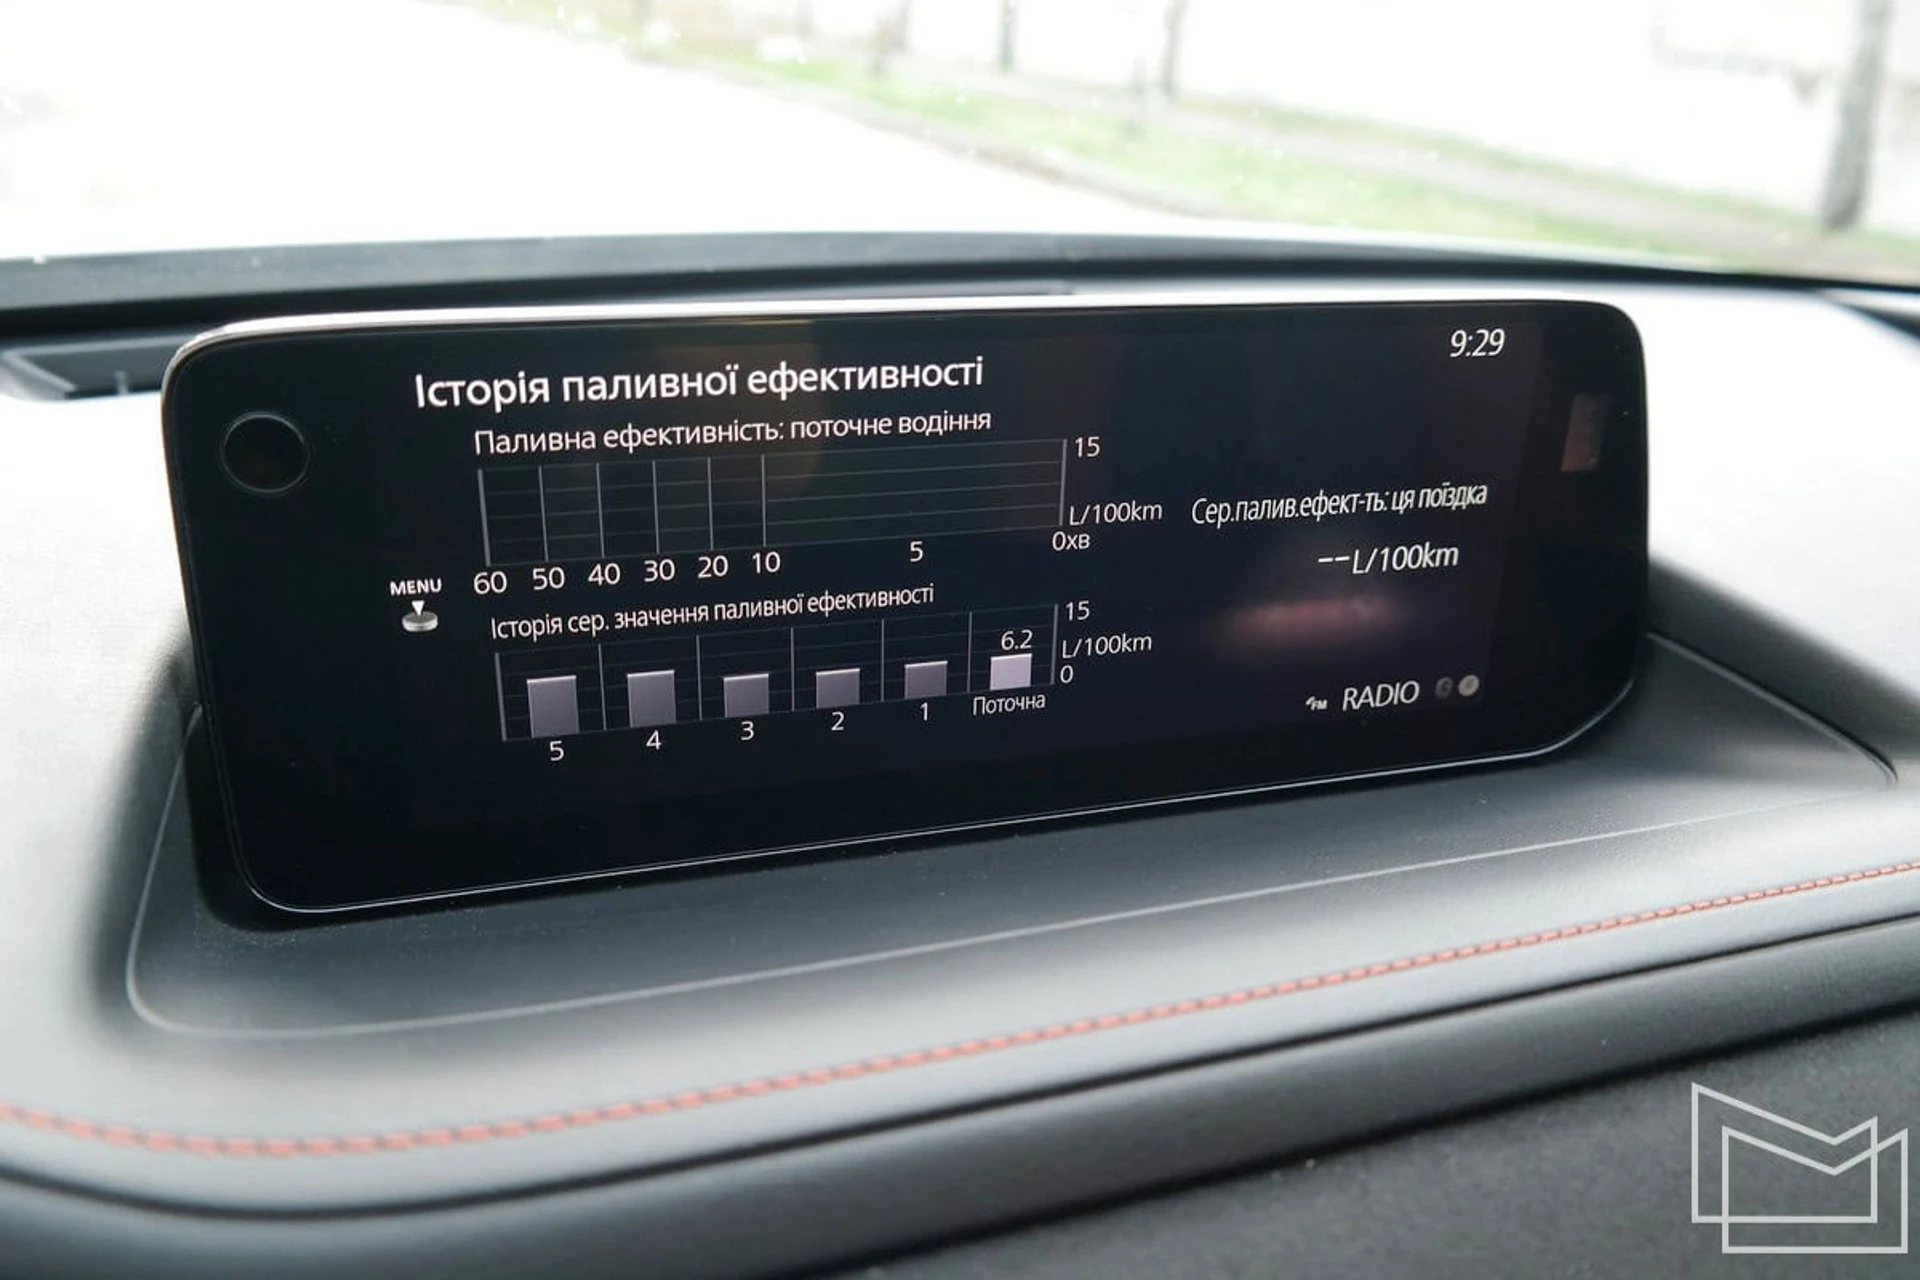 9:29
Історія паливної ефективності
Паливна ефективність: поточне водіння
15
L/100km
0хв
60 50 40 30 20 10 5
Сер.палив.ефект-ть: ця поїздка
--L/100km
MENU
Історія сер. значення паливної ефективності
15
6.2
L/100km
0
5 4 3 2 1 Поточна
FM RADIO